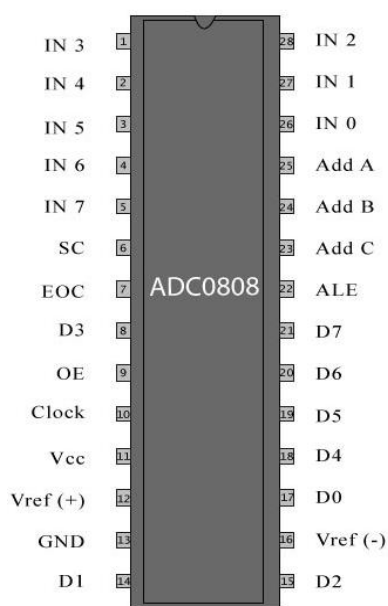 IN 3 1 28 IN 2
IN 4 2 27 IN 1
IN 5 3 26 IN 0
IN 6 4 25 Add A
IN 7 5 24 Add B
SC 6 23 Add C
EOC 7 ADC0808 22 ALE
D3 8 21 D7
OE 9 20 D6
Clock 10 19 D5
Vcc 11 18 D4
Vref (+) 12 17 D0
GND 13 16 Vref (-)
D1 14 15 D2